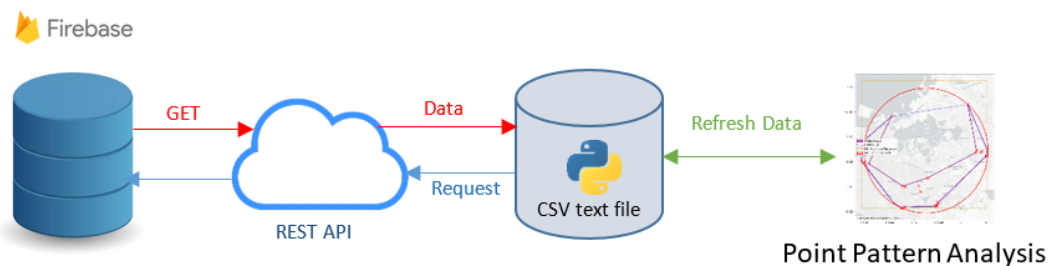 Firebase
GET
Data
Refresh Data
Request
CSV text file
REST API
Point Pattern Analysis